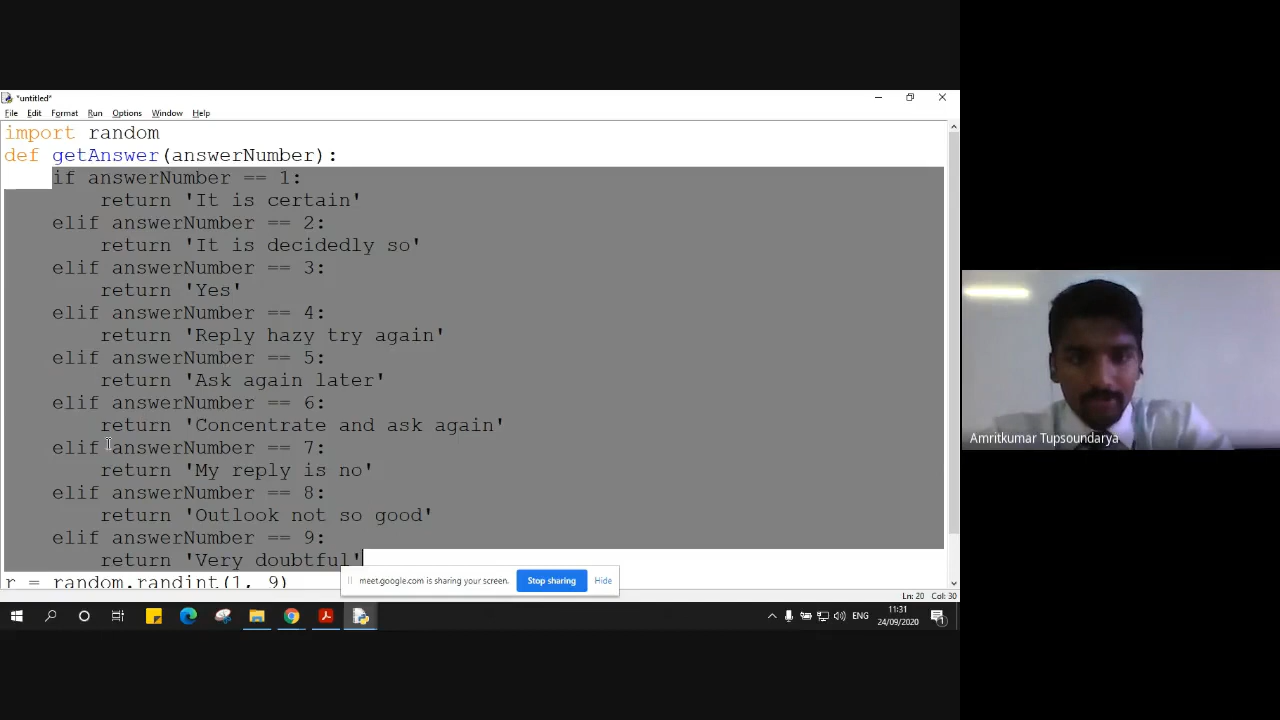 *untitled*
File Edit Format Run Options Window Help
import random
def getAnswer(answerNumber):
if answerNumber == 1:
return 'It is certain'
elif answerNumber == 2:
return 'It is decidedly so'
elif answerNumber == 3:
return 'Yes'
elif answerNumber == 4:
return 'Reply hazy try again'
elif answerNumber == 5:
return 'Ask again later'
elif answerNumber == 6:
return 'Concentrate and ask again'
elif answerNumber == 7:
return 'My reply is no'
elif answerNumber == 8:
return 'Outlook not so good'
elif answerNumber == 9:
return 'Very doubtful'
r = random.randint(1, 9)
meet.google.com is sharing your screen. Stop sharing Hide
Ln: 20 Col: 30
ENG
11:31
24/09/2020
1
Amritkumar Tupsoundarya